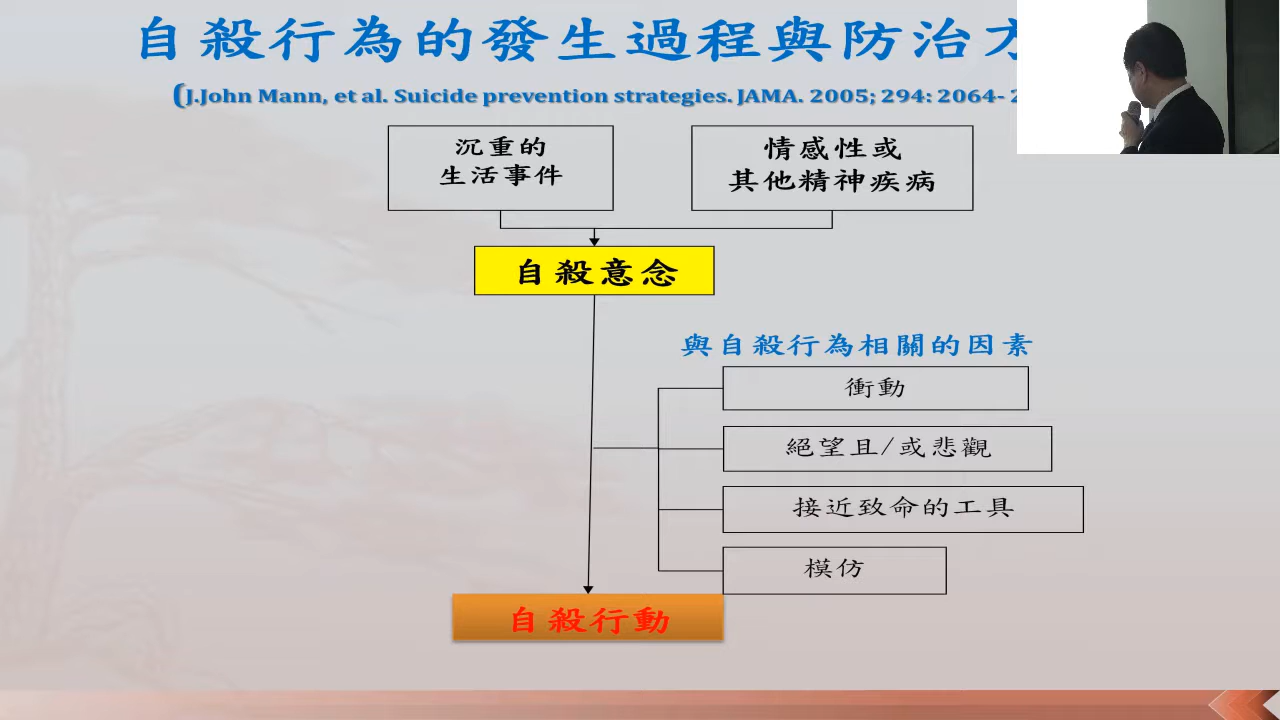 自殺行為的發生過程與防治方
(J.John Mann, et al. Suicide prevention strategies. JAMA. 2005; 294: 2064-
沉重的
生活事件
情感性或
其他精神疾病
自殺意念
與自殺行為相關的因素
衝動
絕望且/或悲觀
接近致命的工具
模仿
自殺行動